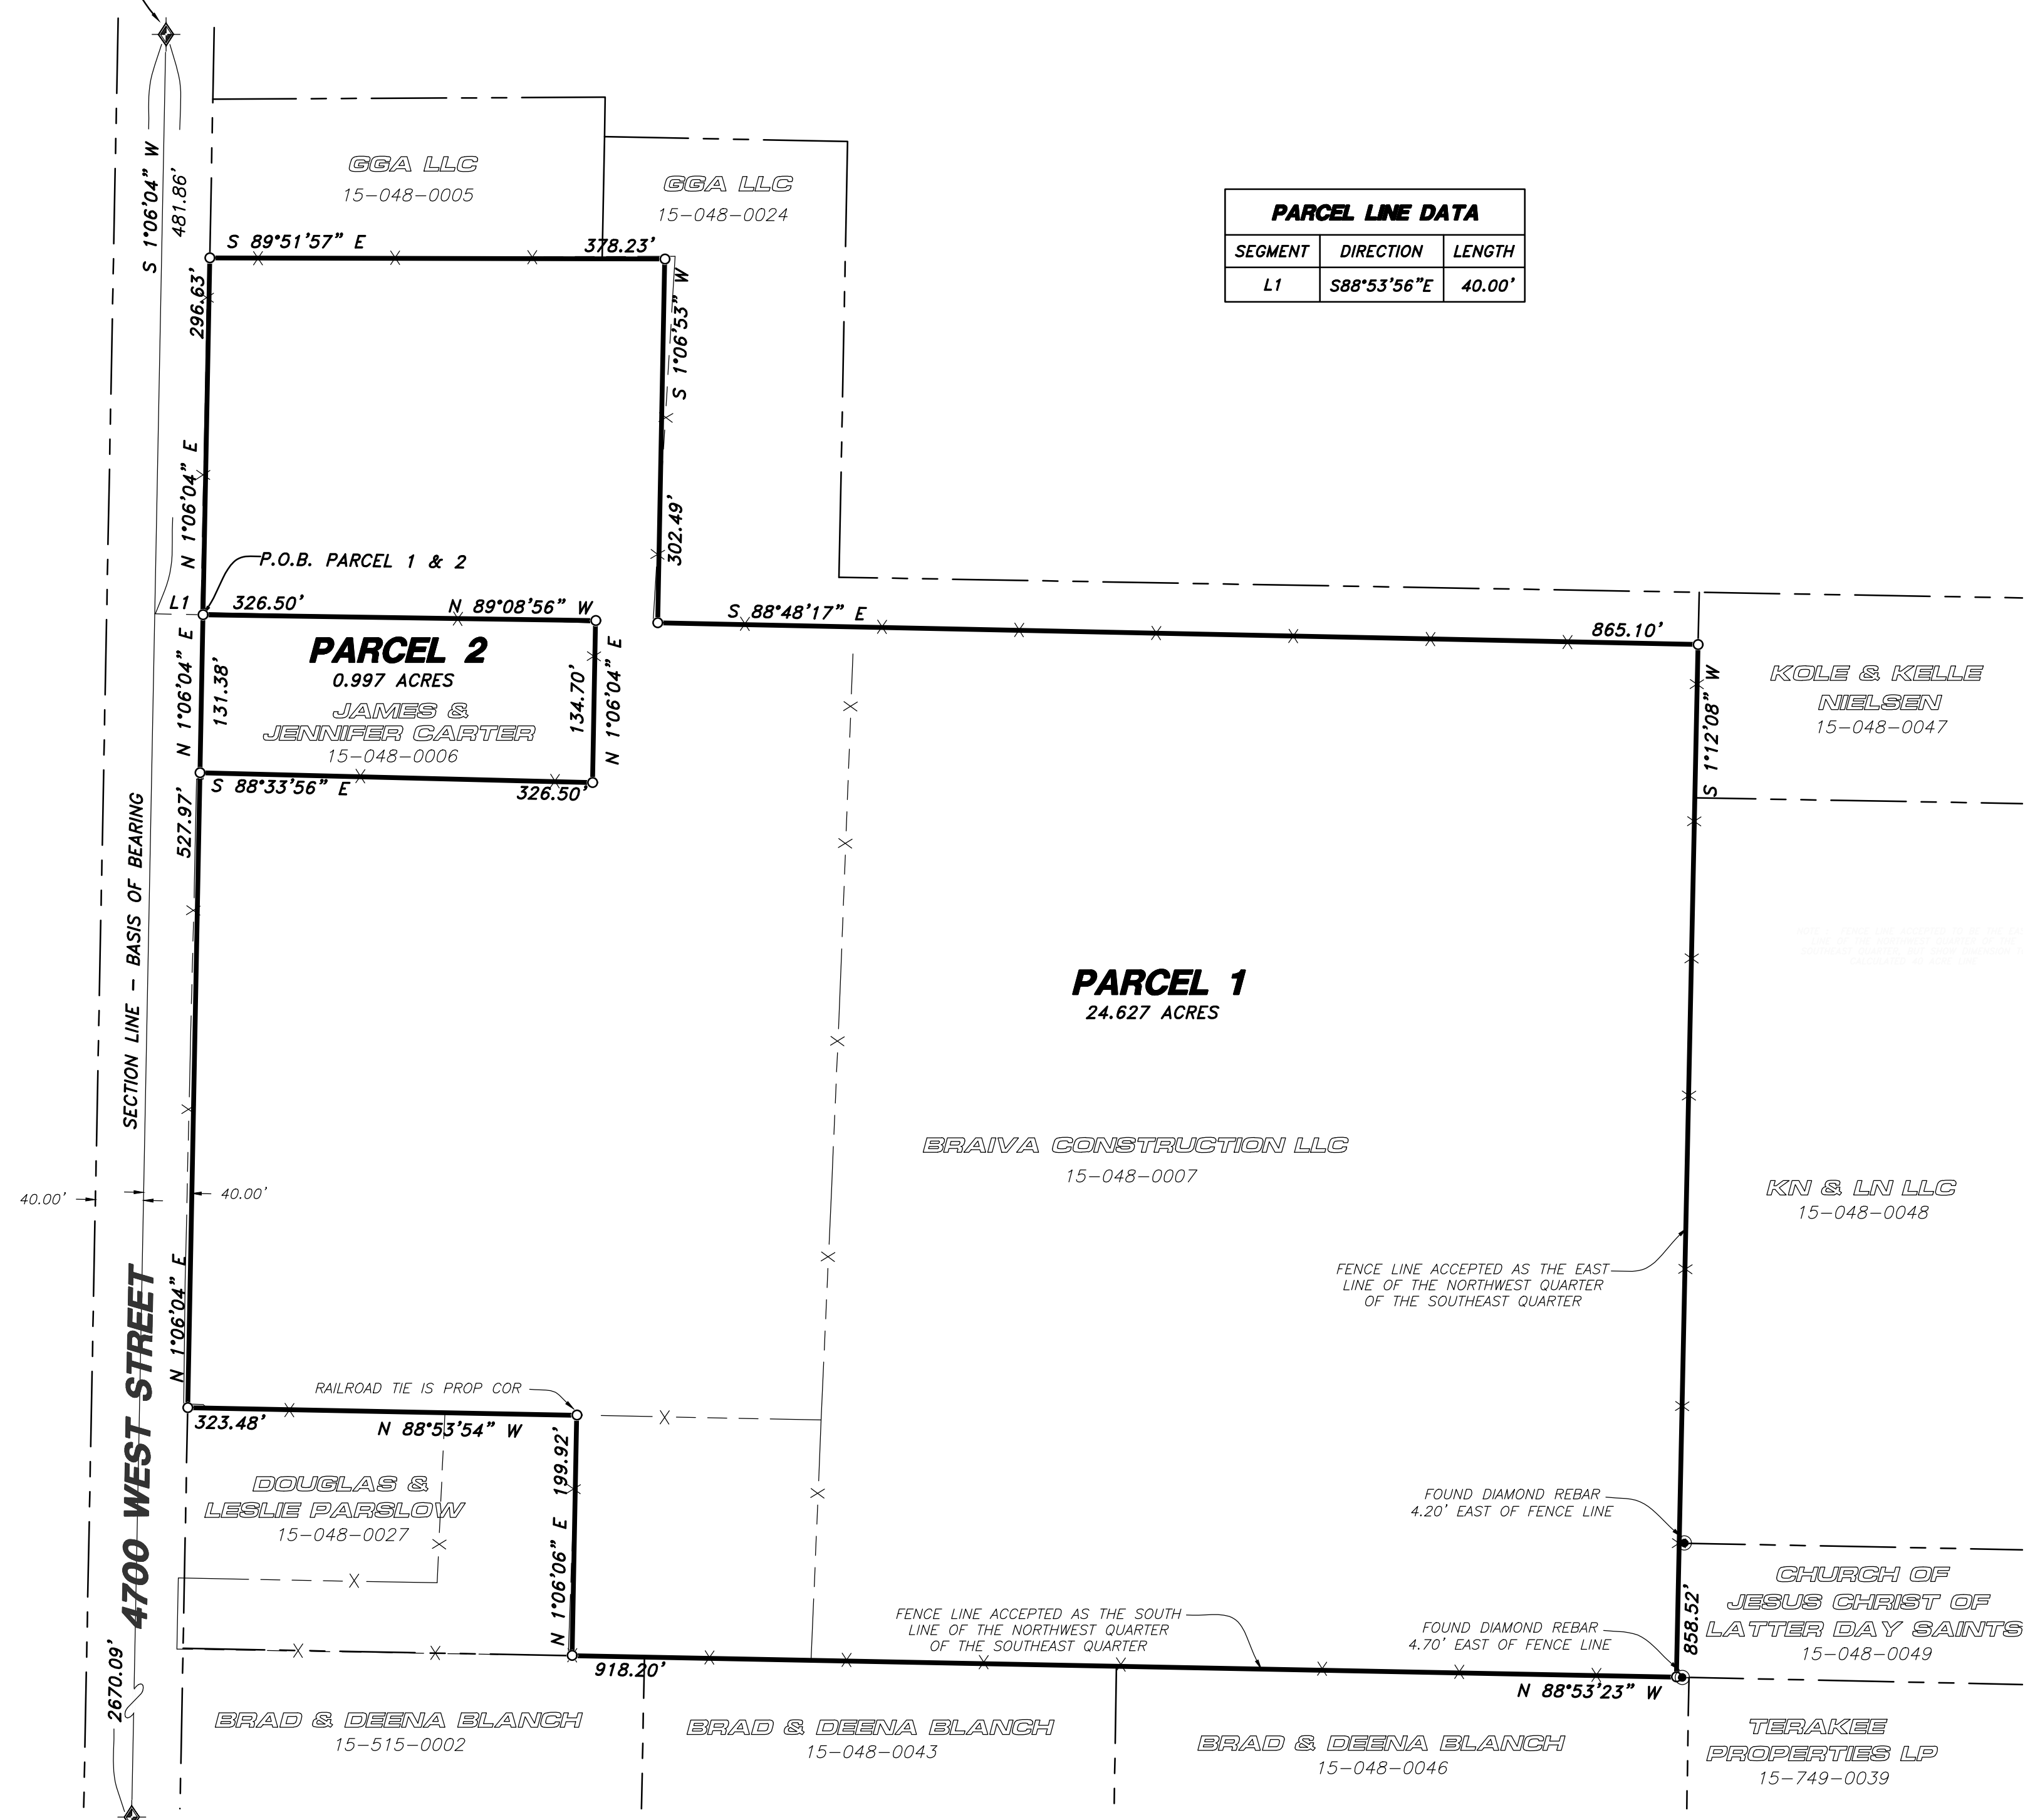 S 1°06'04" W
481.86'
GGA LLC
15-048-0005
GGA LLC
15-048-0024
PARCEL LINE DATA
SEGMENT DIRECTION LENGTH
L1 S88°53'56"E 40.00'
S 89°51'57" E
378.23'
296.63'
N 1°06'04" E
S 1°06'53" W
302.49'
P.O.B. PARCEL 1 & 2
L1
326.50'
N 89°08'56" W
S 88°48'17" E
865.10'
PARCEL 2
0.997 ACRES
JAMES &
JENNIFER CARTER
15-048-0006
N 1°06'04" E
131.38'
134.70'
N 1°06'04" E
S 88°33'56" E
326.50'
KOLE & KELLE
NIELSEN
15-048-0047
S 1°12'08" W
527.97'
SECTION LINE - BASIS OF BEARING
PARCEL 1
24.627 ACRES
BRAIVA CONSTRUCTION LLC
15-048-0007
KN & LN LLC
15-048-0048
40.00'
40.00'
FENCE LINE ACCEPTED AS THE EAST
LINE OF THE NORTHWEST QUARTER
OF THE SOUTHEAST QUARTER
N 1°06'04" E
4700 WEST STREET
RAILROAD TIE IS PROP COR
323.48'
N 88°53'54" W
199.92'
N 1°06'06" E
DOUGLAS &
LESLIE PARSLOW
15-048-0027
FOUND DIAMOND REBAR
4.20' EAST OF FENCE LINE
CHURCH OF
JESUS CHRIST OF
LATTER DAY SAINTS
15-048-0049
858.52'
FENCE LINE ACCEPTED AS THE SOUTH
LINE OF THE NORTHWEST QUARTER
OF THE SOUTHEAST QUARTER
FOUND DIAMOND REBAR
4.70' EAST OF FENCE LINE
918.20'
N 88°53'23" W
2670.09'
BRAD & DEENA BLANCH
15-515-0002
BRAD & DEENA BLANCH
15-048-0043
BRAD & DEENA BLANCH
15-048-0046
TERAKEE
PROPERTIES LP
15-749-0039